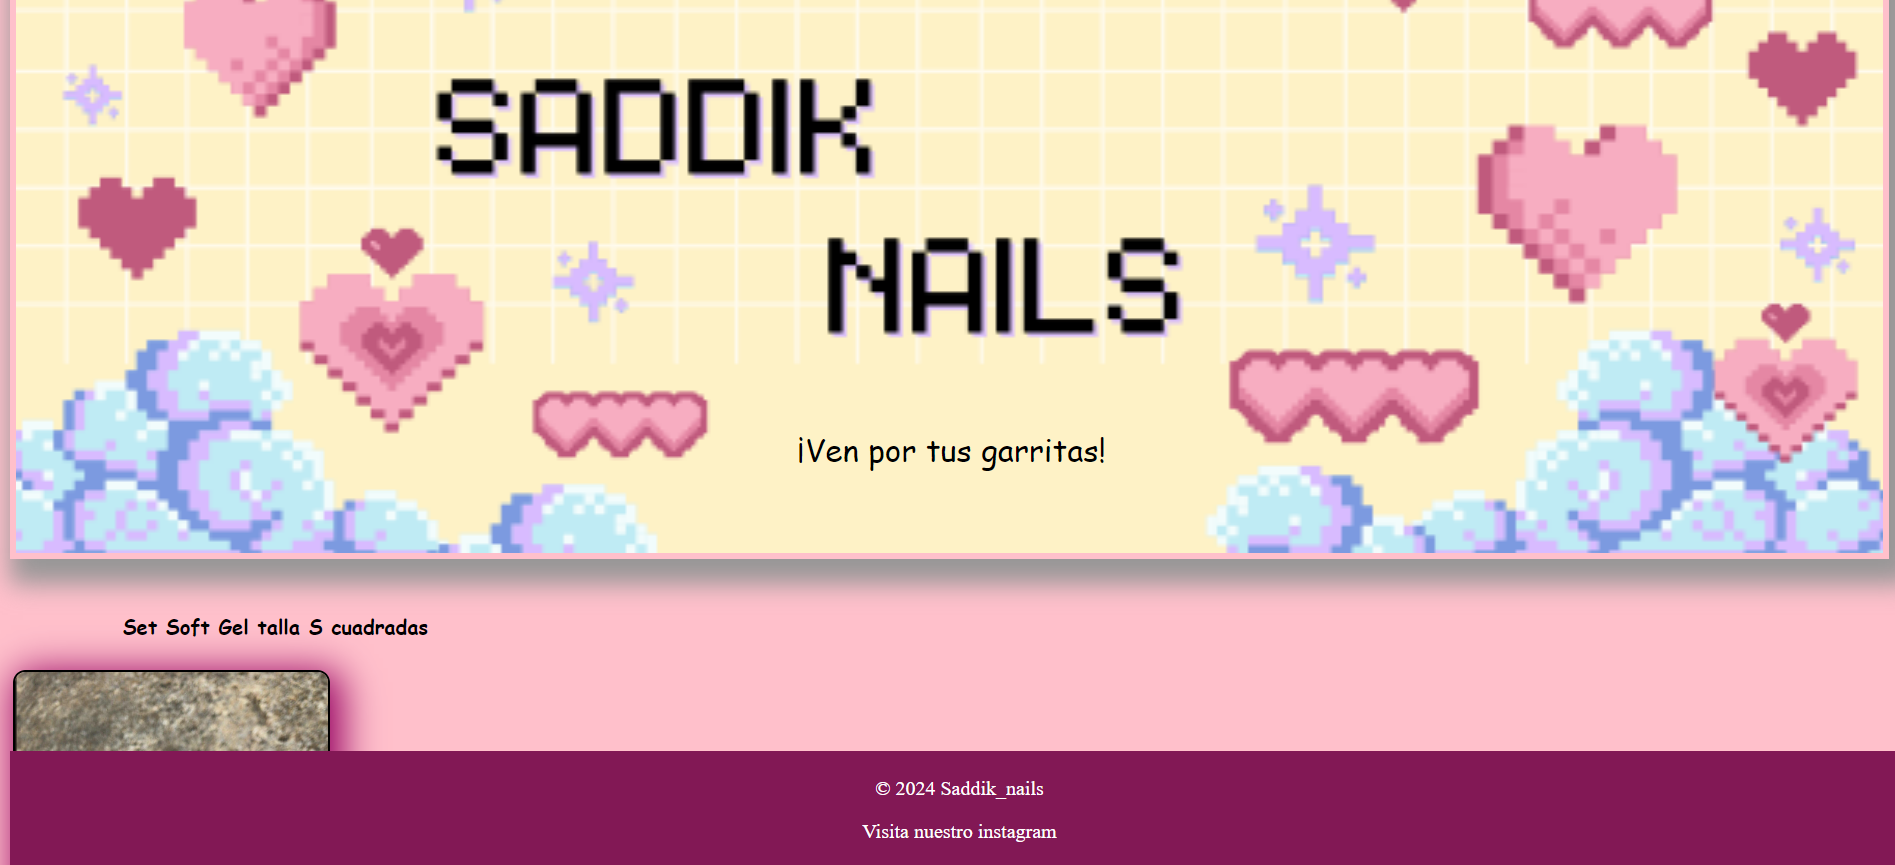 SADDIK
NAILS
¡Ven por tus garritas!
Set Soft Gel talla S cuadradas
© 2024 Saddik_nails
Visita nuestro instagram